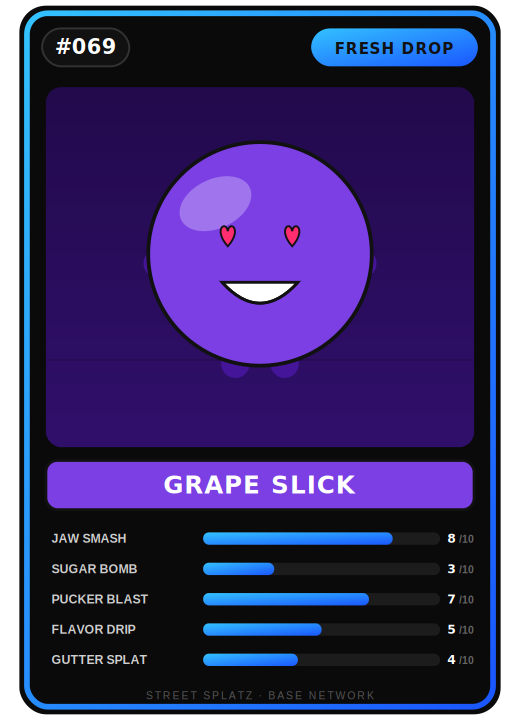 #069 FRESH DROP
GRAPE SLICK
JAW SMASH 8 /10
SUGAR BOMB 3 /10
PUCKER BLAST 7 /10
FLAVOR DRIP 5 /10
GUTTER SPLAT 4 /10
STREET SPLATZ · BASE NETWORK